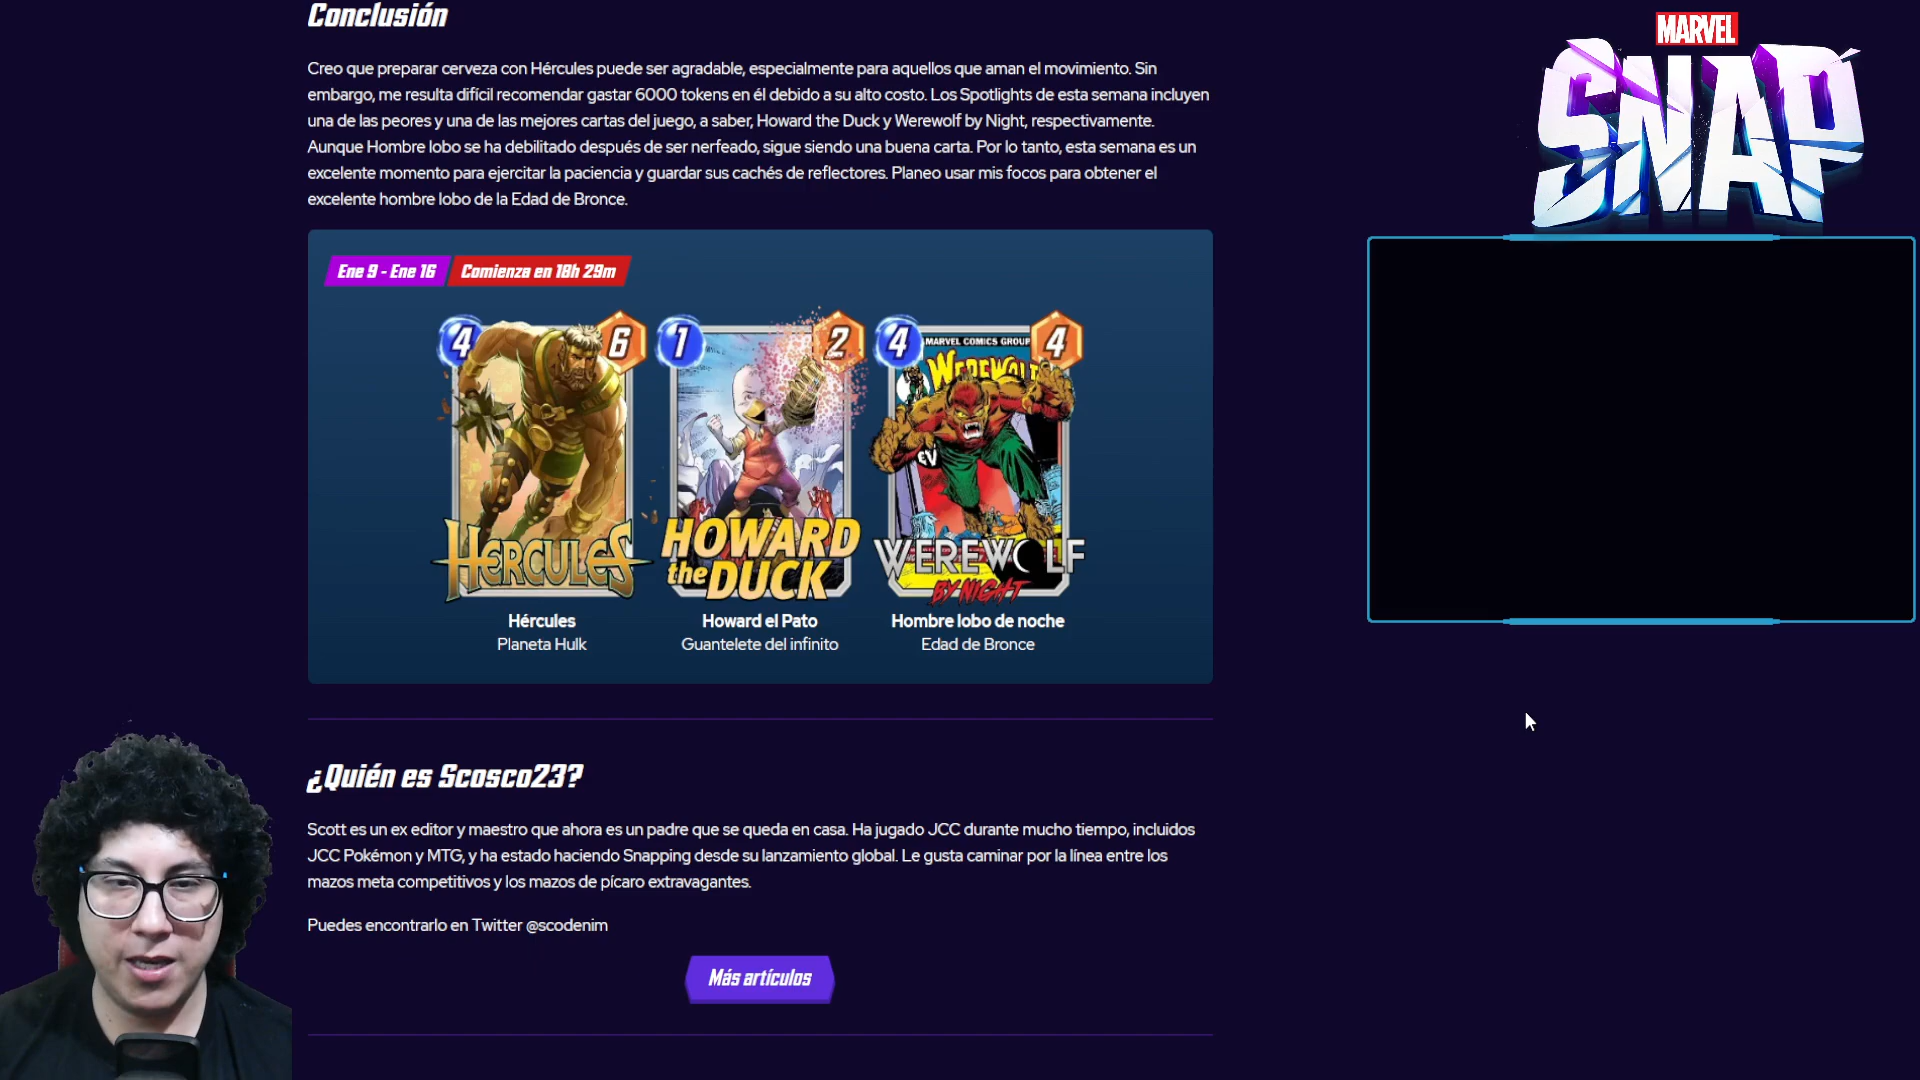 Conclusión
MARVEL
SNAP
Creo que preparar cerveza con Hércules puede ser agradable, especialmente para aquellos que aman el movimiento. Sin
embargo, me resulta difícil recomendar gastar 6000 tokens en él debido a su alto costo. Los Spotlights de esta semana incluyen
una de las peores y una de las mejores cartas del juego, a saber, Howard the Duck y Werewolf by Night, respectivamente.
Aunque Hombre lobo se ha debilitado después de ser nerfeado, sigue siendo una buena carta. Por lo tanto, esta semana es un
excelente momento para ejercitar la paciencia y guardar sus cachés de reflectores. Planeo usar mis focos para obtener el
excelente hombre lobo de la Edad de Bronce.
Ene 9 - Ene 16 Comienza en 18h 29m
4 6 1 2 4 4
MARVEL COMICS GROUP
HERCULES
HOWARD
the DUCK
WEREWOLF
BY NIGHT
Hércules Howard el Pato Hombre lobo de noche
Planeta Hulk Guantelete del infinito Edad de Bronce
¿Quién es Scosco23?
Scott es un ex editor y maestro que ahora es un padre que se queda en casa. Ha jugado JCC durante mucho tiempo, incluidos
JCC Pokémon y MTG, y ha estado haciendo Snapping desde su lanzamiento global. Le gusta caminar por la línea entre los
mazos meta competitivos y los mazos de pícaro extravagantes.
Puedes encontrarlo en Twitter @scodenim
Más artículos